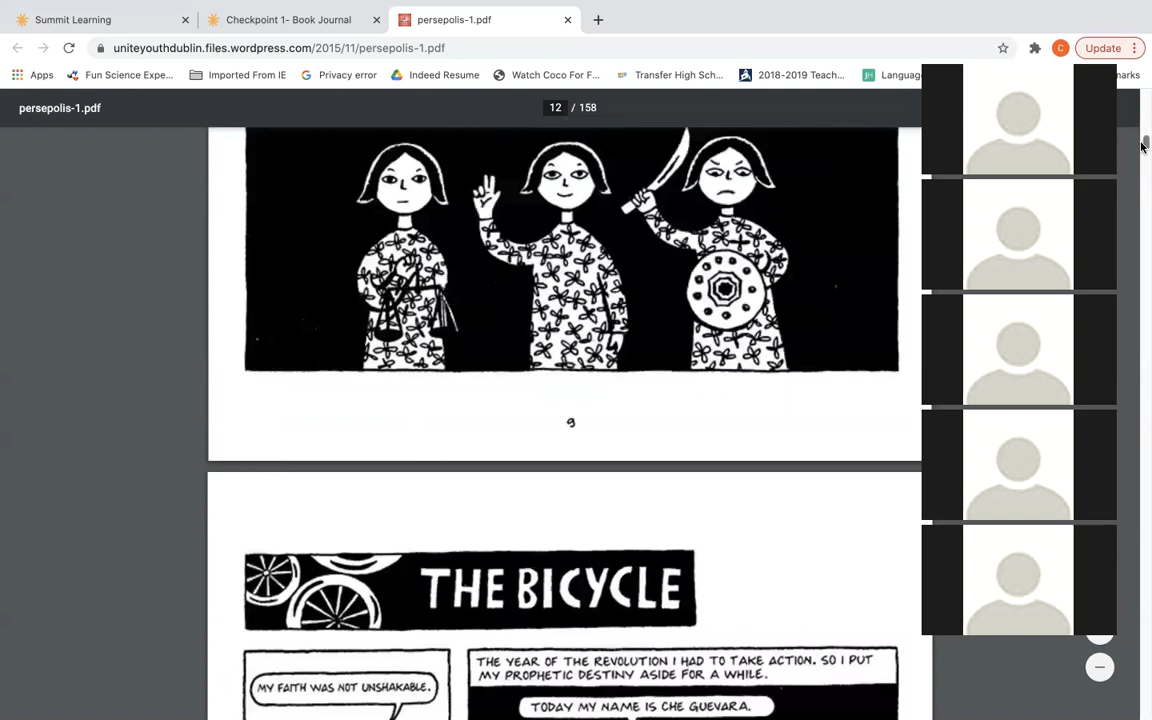 Summit Learning
Checkpoint 1- Book Journal
persepolis-1.pdf
uniteyouthdublin.files.wordpress.com/2015/11/persepolis-1.pdf
C
Update
Apps
Fun Science Expe...
Imported From IE
Privacy error
Indeed Resume
Watch Coco For F...
Transfer High Sch...
2018-2019 Teach...
JH
Languag
marks
persepolis-1.pdf
12 / 158
9
THE BICYCLE
MY FAITH WAS NOT UNSHAKABLE.
THE YEAR OF THE REVOLUTION I HAD TO TAKE ACTION. SO I PUT
MY PROPHETIC DESTINY ASIDE FOR A WHILE.
TODAY MY NAME IS CHE GUEVARA.